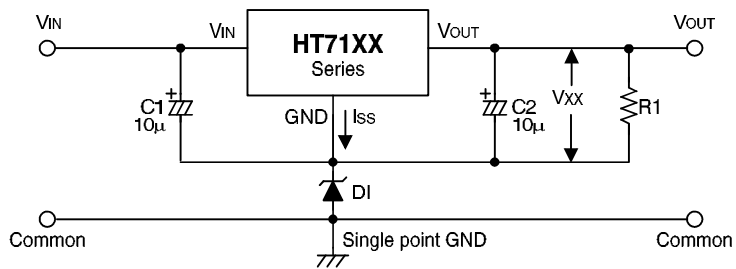 VIN
VOUT
VIN
HT71XX
Series
VOUT
GND
ISS
C1
10μ
C2
10μ
VXX
R1
DI
Common
Single point GND
Common